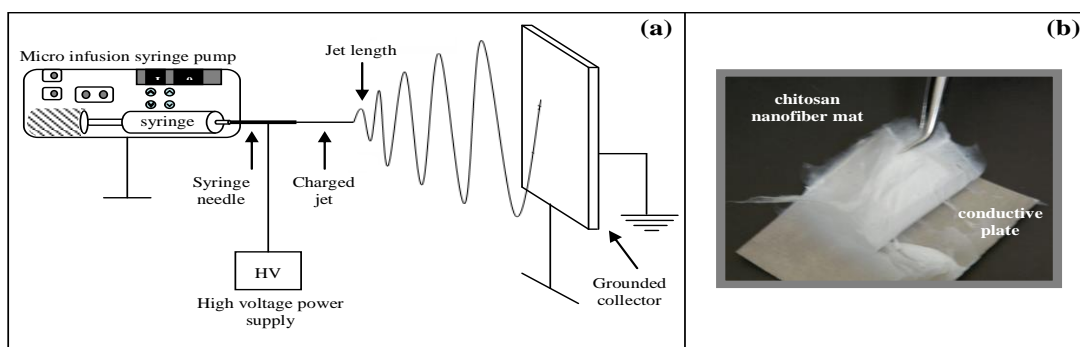 (a)
Micro infusion syringe pump
Jet length
syringe
Syringe
needle
Charged
jet
HV
High voltage power
supply
Grounded
collector
(b)
chitosan
nanofiber mat
conductive
plate